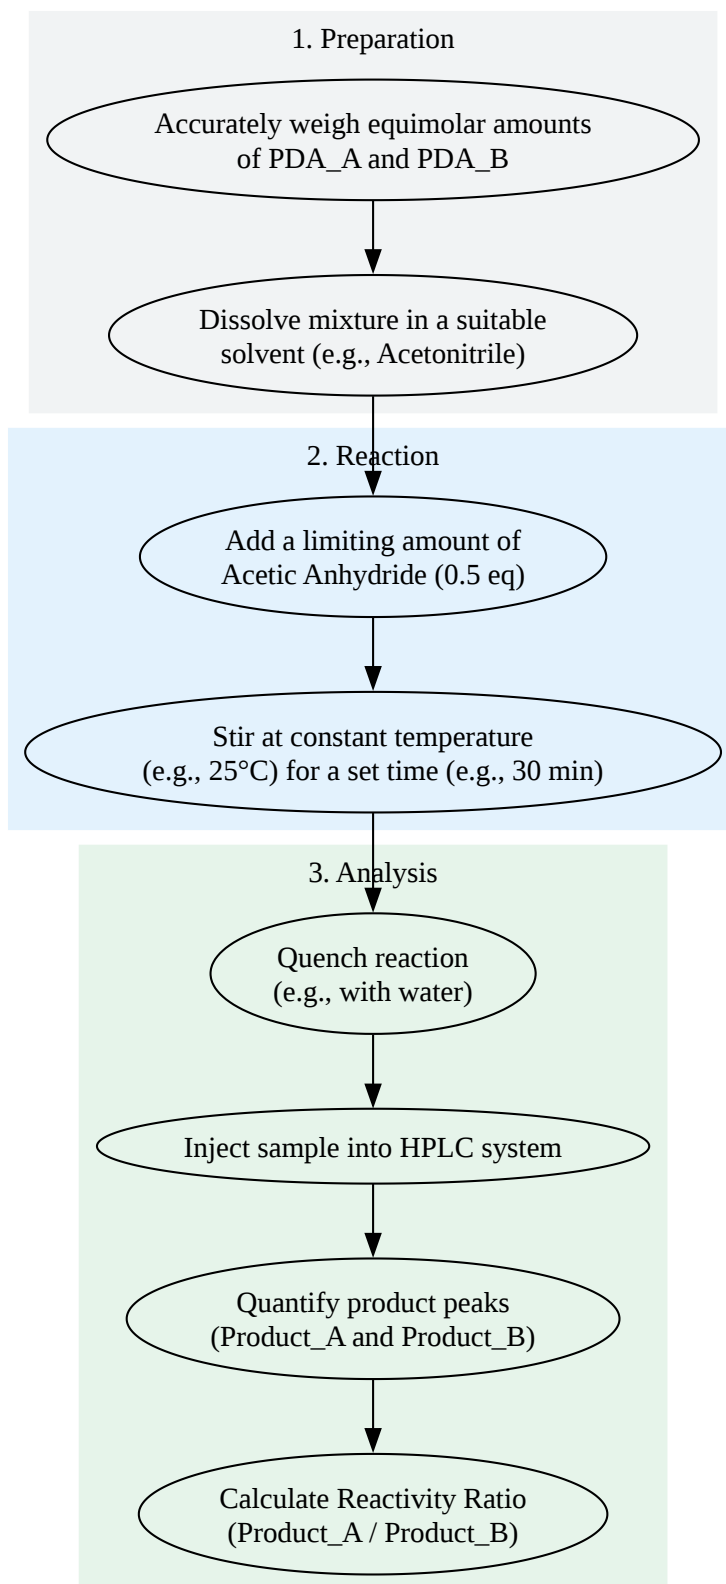 1. Preparation
Accurately weigh equimolar amounts
of PDA_A and PDA_B
Dissolve mixture in a suitable
solvent (e.g., Acetonitrile)
2. Reaction
Add a limiting amount of
Acetic Anhydride (0.5 eq)
Stir at constant temperature
(e.g., 25°C) for a set time (e.g., 30 min)
3. Analysis
Quench reaction
(e.g., with water)
Inject sample into HPLC system
Quantify product peaks
(Product_A and Product_B)
Calculate Reactivity Ratio
(Product_A / Product_B)